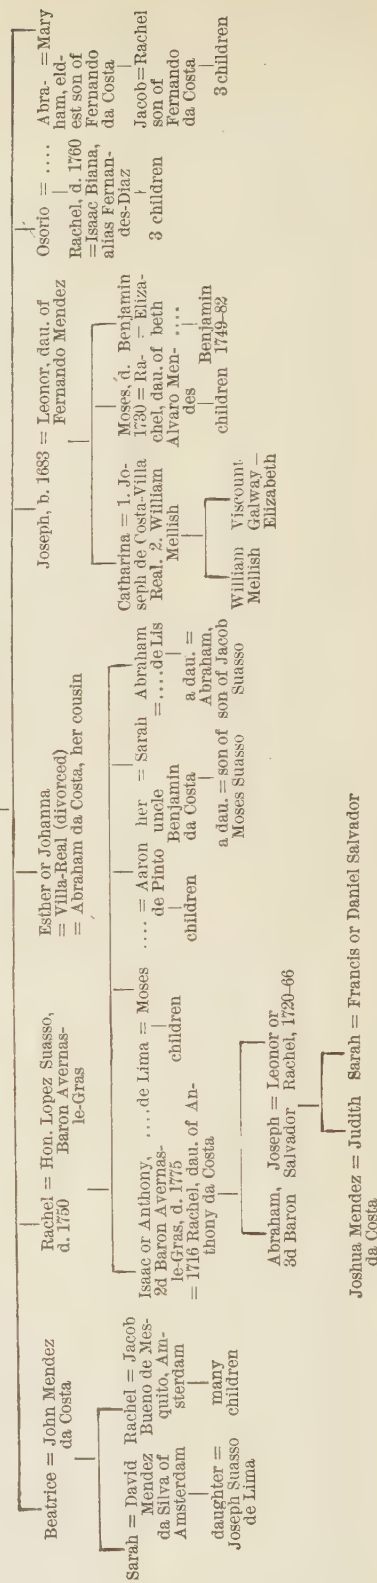 Beatrice = John Mendez
da Costa
Rachel = Hon. Lopez Suasso,
d. 1750 Baron Avernas-
le-Gras
Esther or Johanna
= Villa-Real (divorced)
= Abraham da Costa, her cousin
Joseph, b. 1683 = Leonor, dau. of
Fernando Mendez
Osorio = ....
Rachel, d. 1760
=Isaac Biana,
alias Fernan-
des-Diaz
3 children
Abra- =Mary
ham, eld-
est son of
Fernando
da Costa
Jacob=Rachel
son of
Fernando
da Costa
3 children
Sarah = David
Mendez
da Silva of
Amsterdam
daughter =
Joseph Suasso
de Lima
Rachel = Jacob
Bueno de Mes-
quito, Am-
sterdam
many
children
Isaac or Anthony,
2d Baron Avernas-
le-Gras, d. 1775
= 1716 Rachel, dau. of An-
thony da Costa
....de Lima = Moses
children
.... = Aaron
de Pinto
children
her = Sarah
uncle
Benjamin
da Costa
a dau. = son of
Moses Suasso
Abraham
=....de Lis
a dau. =
Abraham,
son of Jacob
Suasso
Catharina = 1. Jo-
seph de Costa-Villa
Real. 2. William
Mellish
William
Mellish
Viscount
Galway =
Elizabeth
Moses, d.
1730 = Ra-
chel, dau. of
Alvaro Men-
des
children
Benjamin
= Eliza-
beth
....
Benjamin
1749–82
Abraham,
3d Baron
Joseph = Leonor or
Salvador Rachel, 1720–66
Joshua Mendez = Judith
da Costa
Sarah = Francis or Daniel Salvador